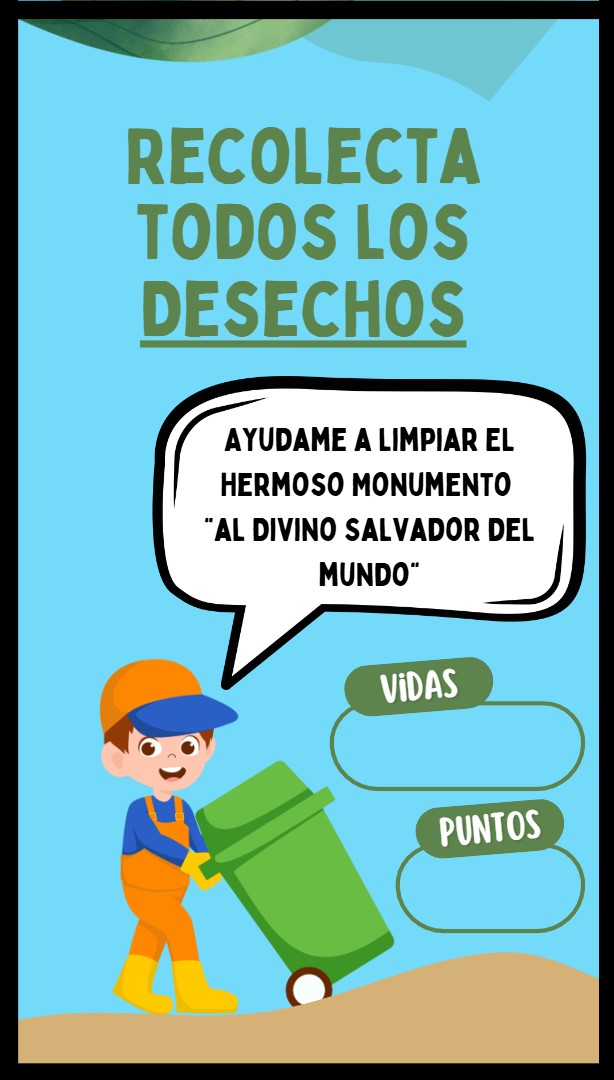 RECOLECTA
TODOS LOS
DESECHOS
AYUDAME A LIMPIAR EL
HERMOSO MONUMENTO
"AL DIVINO SALVADOR DEL
MUNDO"
ViDAS
PUNTOS